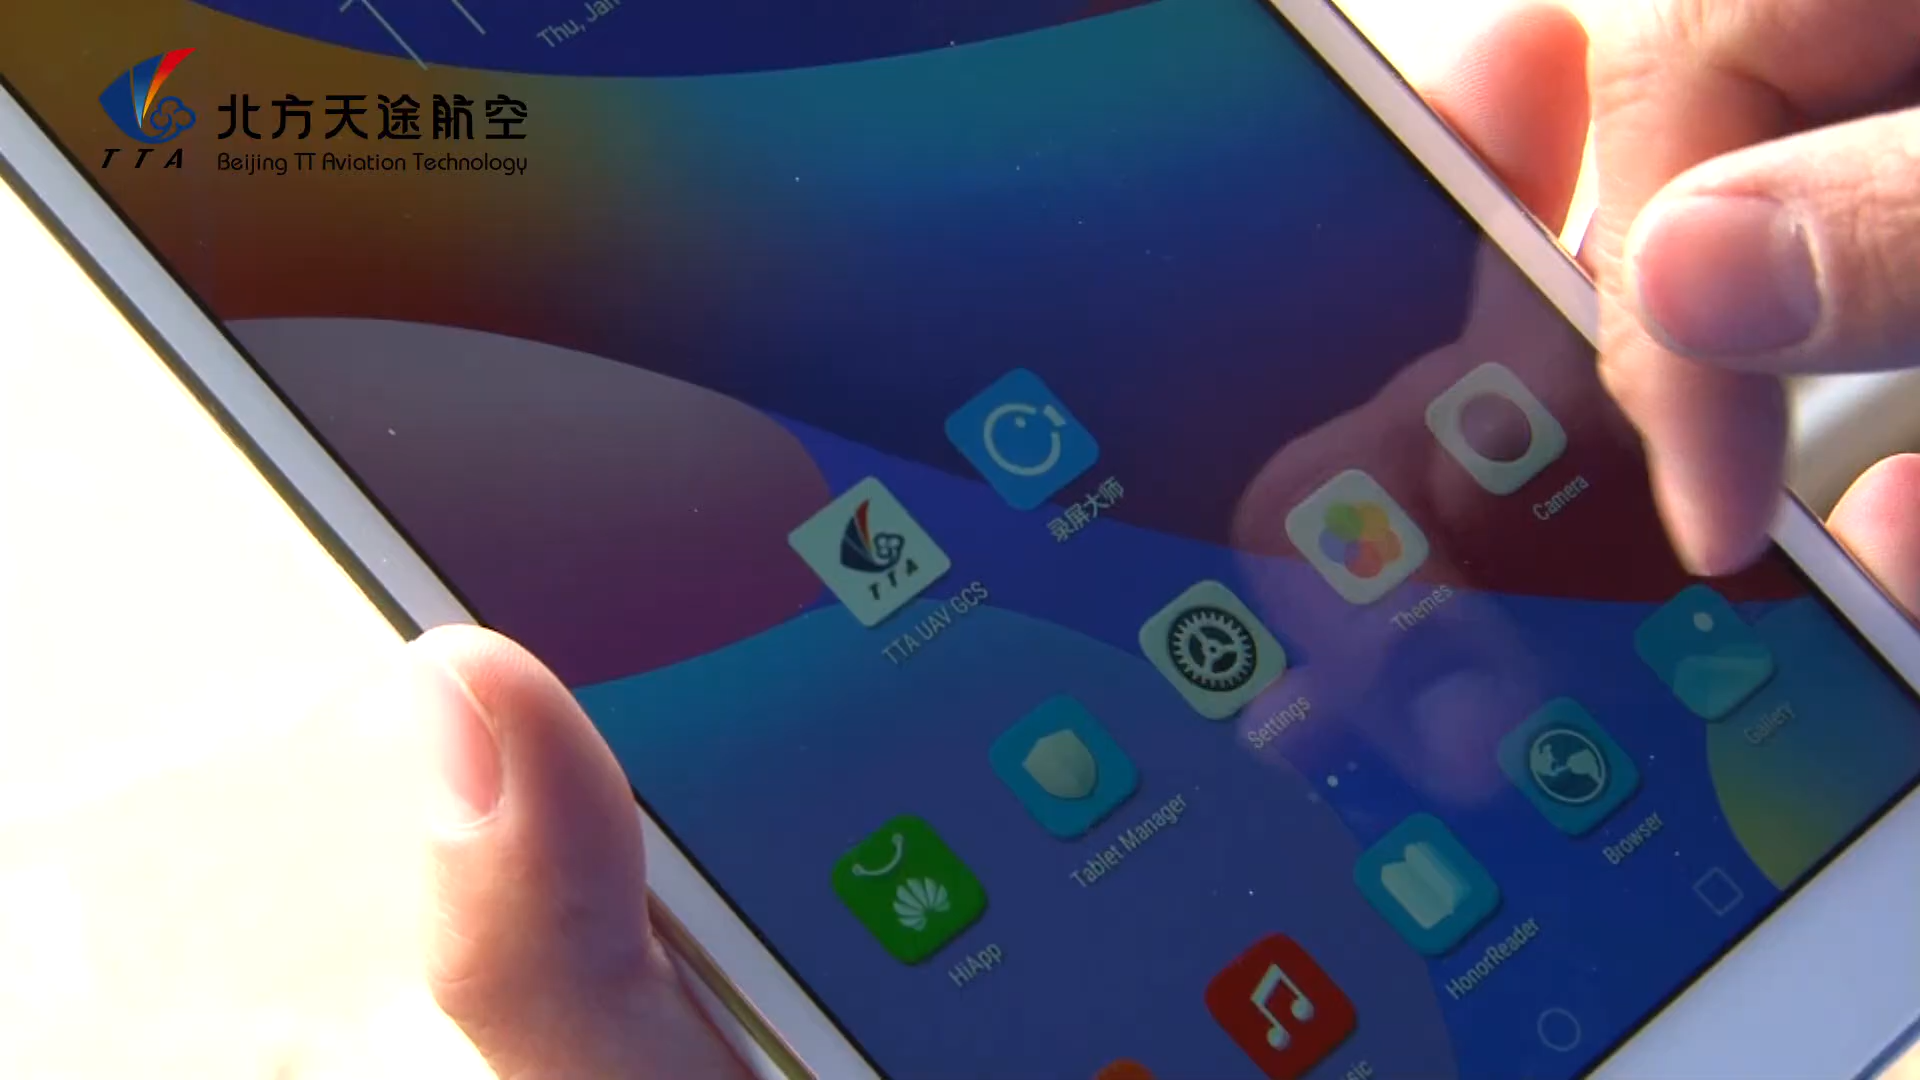 Thu, Jan
北方天途航空
TTA
Beijing TT Aviation Technology
录屏大师
Camera
TTA
TTA UAV GCS
Themes
Settings
Gallery
Tablet Manager
Browser
HiApp
HonorReader